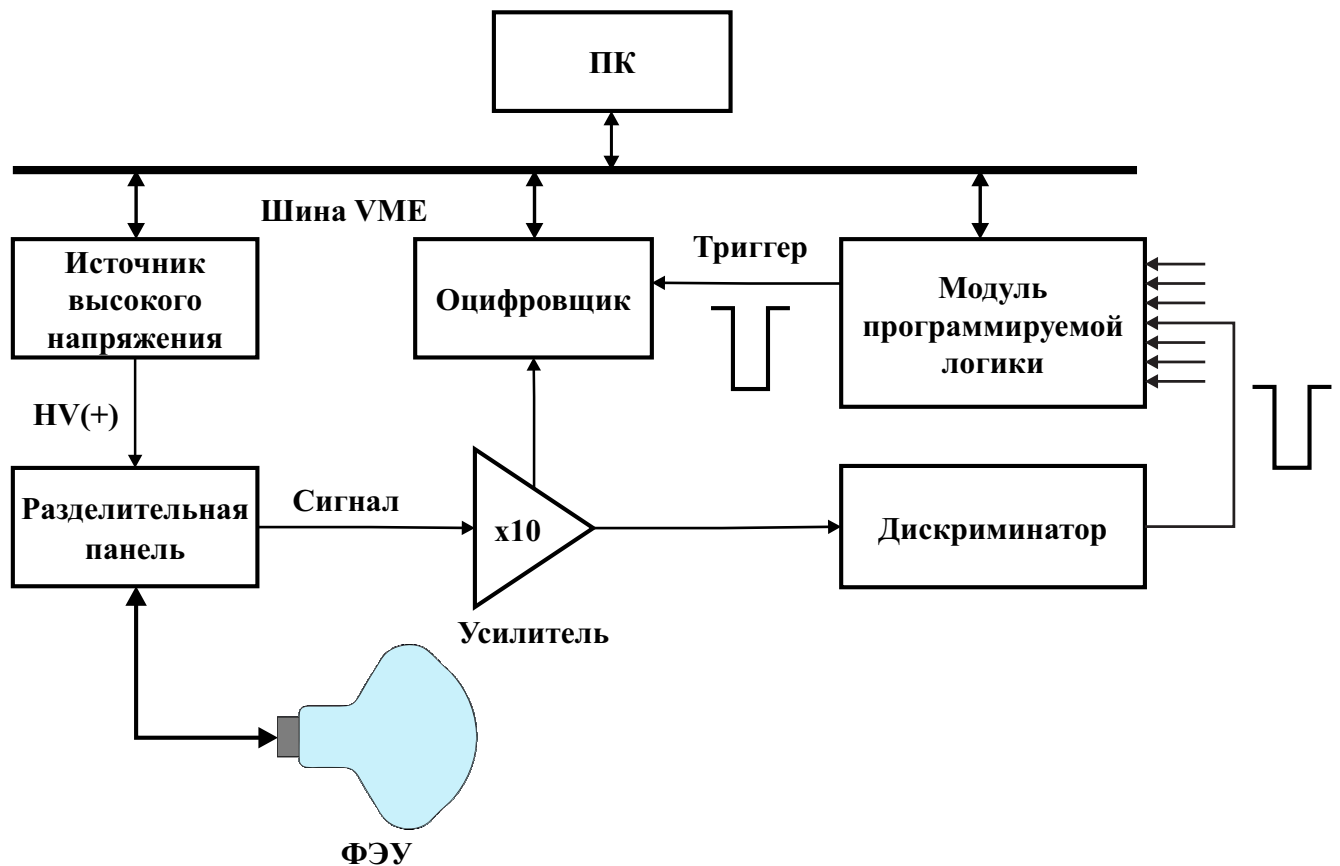 ПК
Шина VME
Источник
высокого
напряжения
Оцифровщик
Триггер
Модуль
программируемой
логики
HV(+)
Разделительная
панель
Сигнал
x10
Усилитель
Дискриминатор
ФЭУ